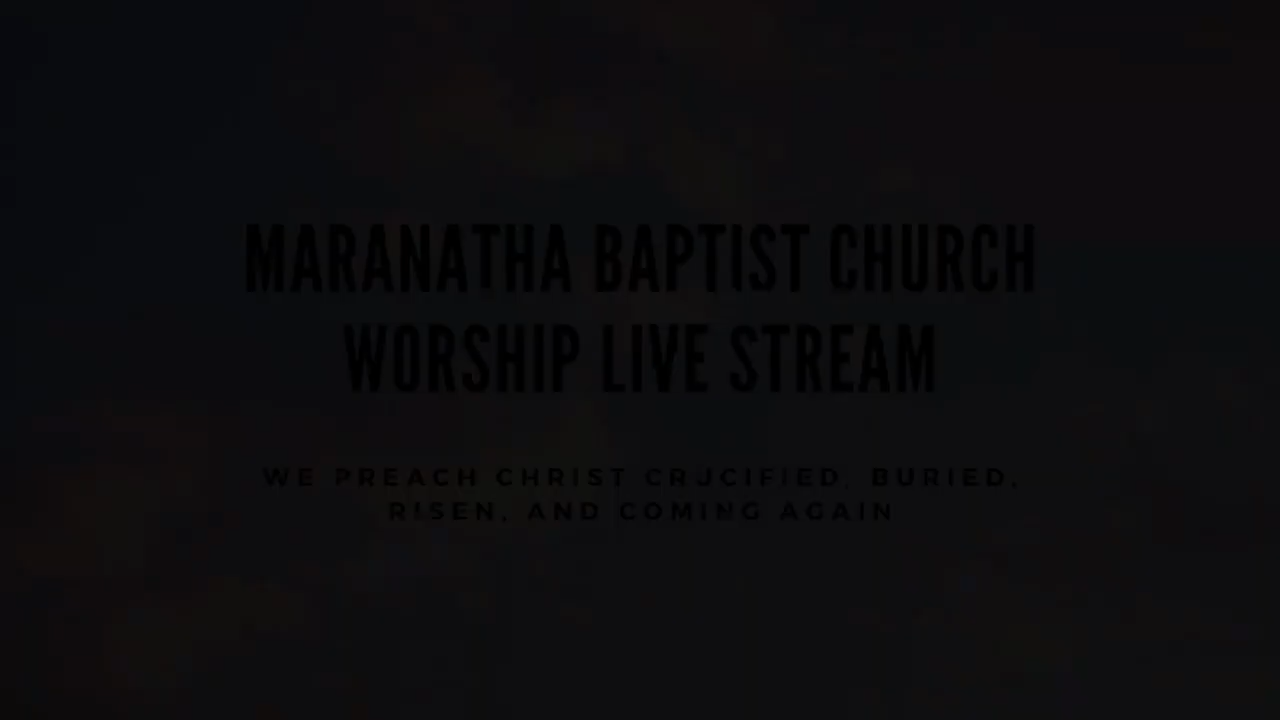 MARANATHA BAPTIST CHURCH
WORSHIP LIVE STREAM
WE PREACH CHRIST CRUCIFIED, BURIED,
RISEN, AND COMING AGAIN